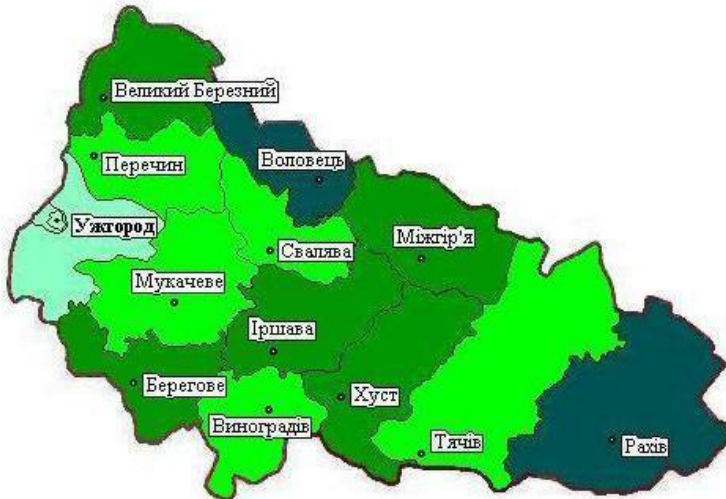 Великий Березний
Перечин
Воловець
Ужгород
Свалява
Міжгір'я
Мукачеве
Іршава
Берегове
Хуст
Виноградів
Тячів
Рахів